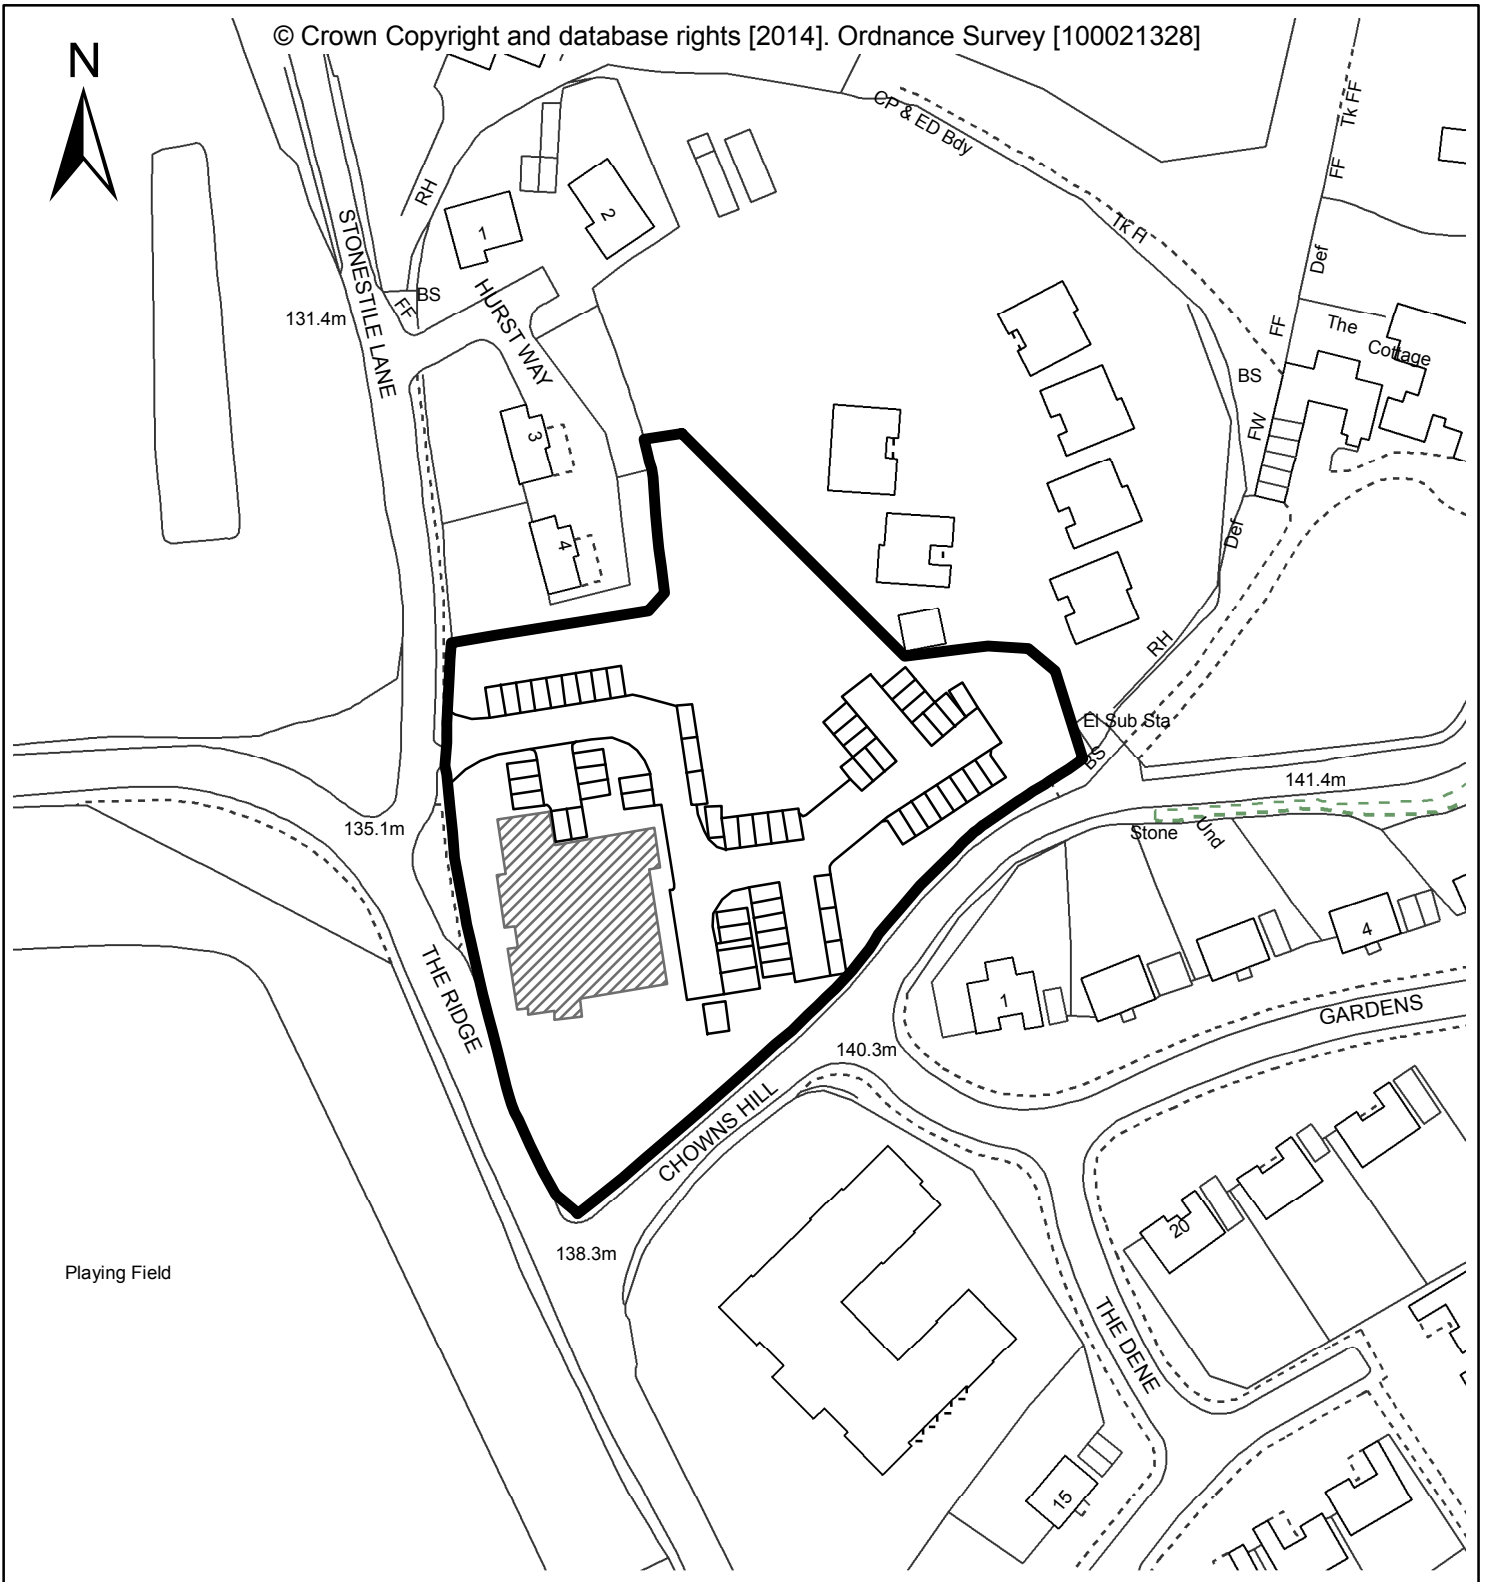 © Crown Copyright and database rights [2014]. Ordnance Survey [100021328]
N
CP & ED Bdy
Tk FF
FF
RH
1
2
STONESTILE LANE
Tk H
Def
BS
FF
HURST WAY
131.4m
FF
The
Cottage
BS
FW
3
4
Def
RH
El Sub Sta
BS
141.4m
135.1m
Stone
Und
4
THE RIDGE
1
GARDENS
140.3m
CHOWNS HILL
20
138.3m
Playing Field
THE DENE
15